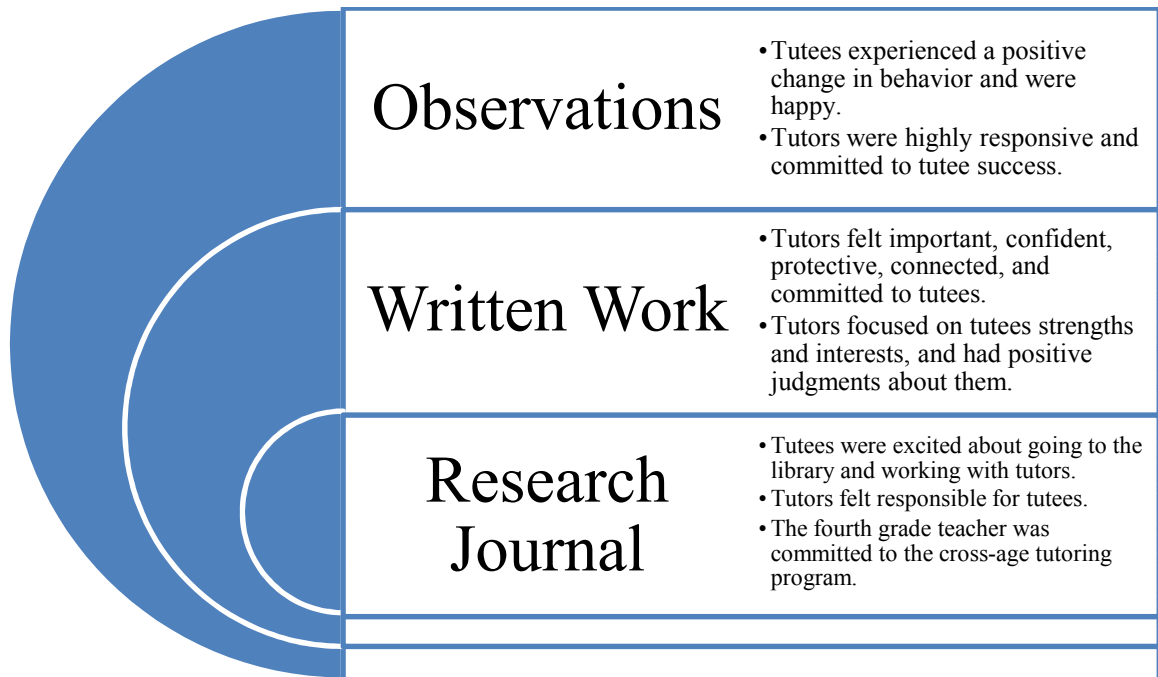 Observations
•Tutees experienced a positive
change in behavior and were
happy.
•Tutors were highly responsive and
committed to tutee success.
Written Work
•Tutors felt important, confident,
protective, connected, and
committed to tutees.
•Tutors focused on tutees strengths
and interests, and had positive
judgments about them.
Research
Journal
•Tutees were excited about going to the
library and working with tutors.
•Tutors felt responsible for tutees.
•The fourth grade teacher was
committed to the cross-age tutoring
program.